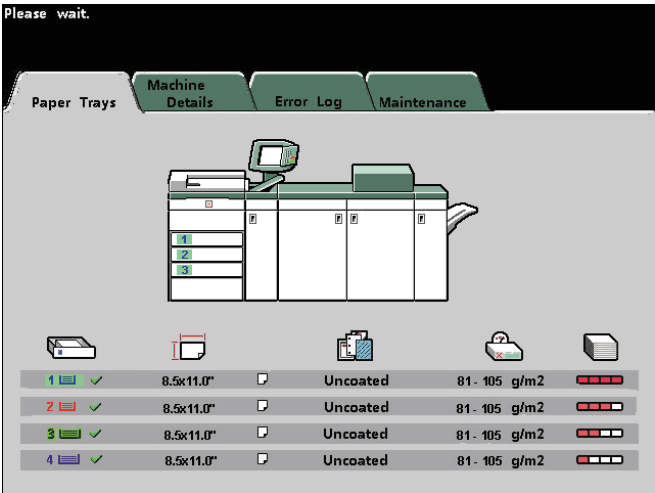 Please wait.
Paper Trays
Machine Details
Error Log
Maintenance
1
2
3
1 8.5x11.0" Uncoated 81- 105 g/m2
2 8.5x11.0" Uncoated 81- 105 g/m2
3 8.5x11.0" Uncoated 81- 105 g/m2
4 8.5x11.0" Uncoated 81- 105 g/m2